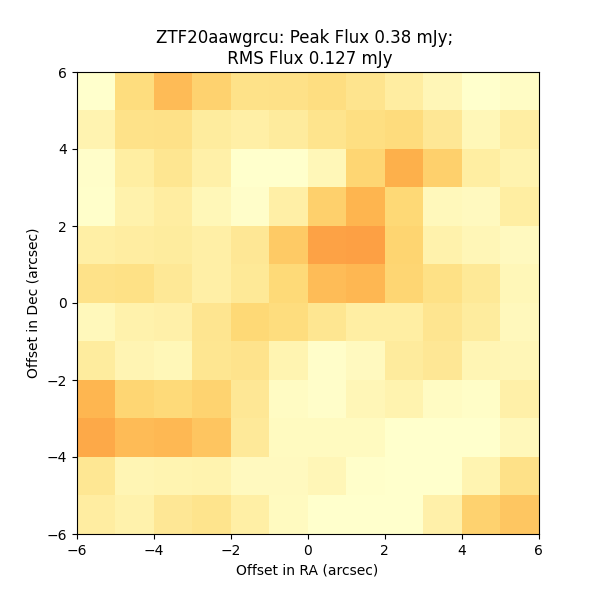 ZTF20aawgrcu: Peak Flux 0.38 mJy;
RMS Flux 0.127 mJy
6
4
2
0
−2
−4
−6
Offset in Dec (arcsec)
−6 −4 −2 0 2 4 6
Offset in RA (arcsec)